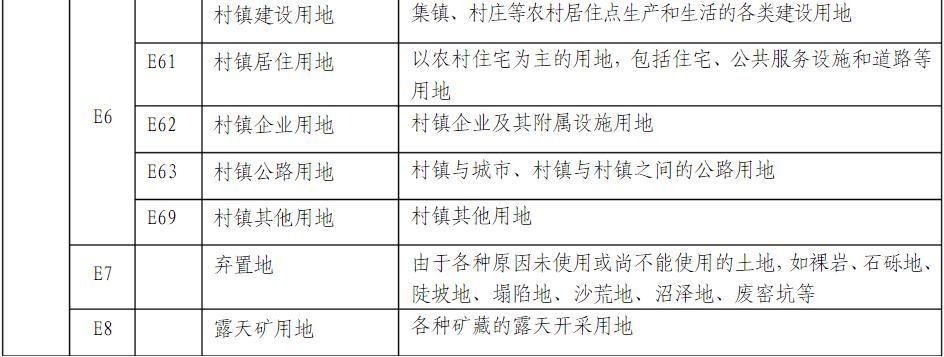 村镇建设用地 集镇、村庄等农村居住点生产和生活的各类建设用地
E61 村镇居住用地 以农村住宅为主的用地，包括住宅、公共服务设施和道路等
用地
E6
E62 村镇企业用地 村镇企业及其附属设施用地
E63 村镇公路用地 村镇与城市、村镇与村镇之间的公路用地
E69 村镇其他用地 村镇其他用地
E7 弃置地 由于各种原因未使用或尚不能使用的土地，如裸岩、石砾地、
陡坡地、塌陷地、沙荒地、沼泽地、废窑坑等
E8 露天矿用地 各种矿藏的露天开采用地